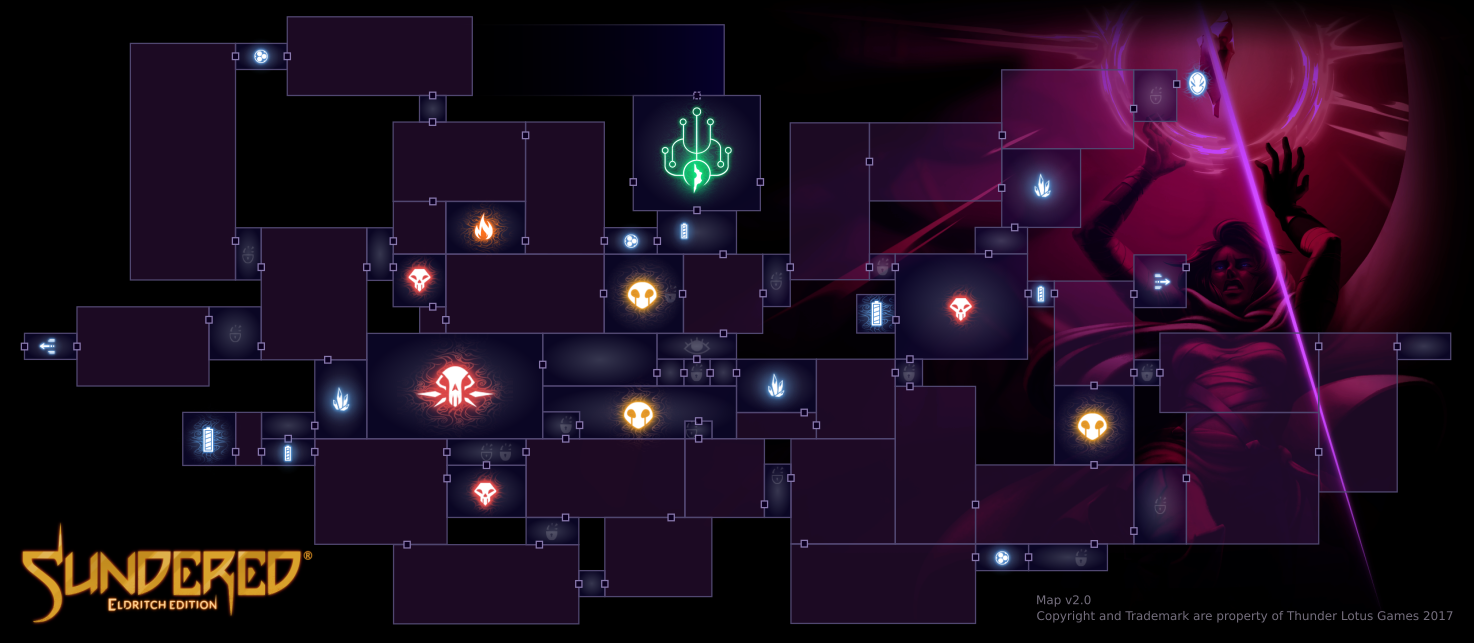 SUNDERED®
ELDRITCH EDITION
Map v2.0
Copyright and Trademark are property of Thunder Lotus Games 2017